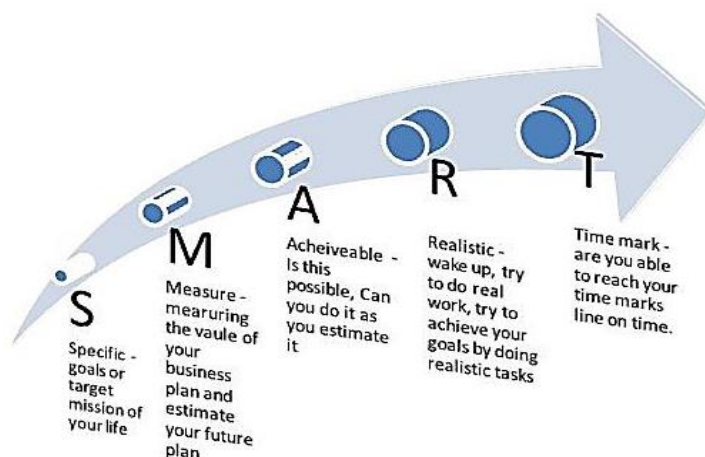 S
Specific -
goals or
target
mission of
your life
M
Measure -
mearuring
the vaule of
your
business
plan and
estimate
your future
plan
A
Acheiveable -
Is this
possible, Can
you do it as
you estimate
it
R
Realistic -
wake up, try
to do real
work, try to
achieve your
goals by doing
realistic tasks
T
Time mark -
are you able
to reach your
time marks
line on time.